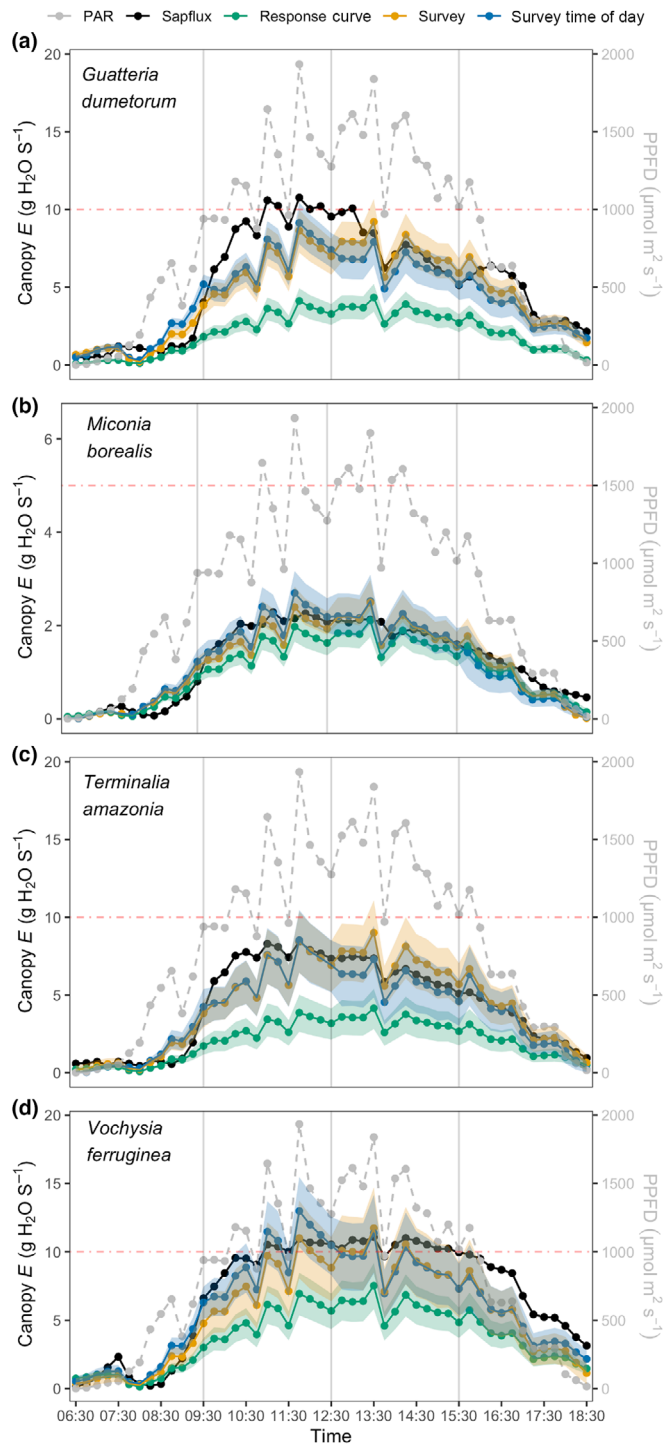 PAR Sapflux Response curve Survey Survey time of day
(a)
Guatteria
dumetorum
20
15
10
5
0
Canopy E (g H₂O S⁻¹)
2000
1500
1000
500
0
PPFD (μmol m² s⁻¹)
(b)
Miconia
borealis
6
4
2
0
Canopy E (g H₂O S⁻¹)
2000
1500
1000
500
0
PPFD (μmol m² s⁻¹)
(c)
Terminalia
amazonia
20
15
10
5
0
Canopy E (g H₂O S⁻¹)
2000
1500
1000
500
0
PPFD (μmol m² s⁻¹)
(d)
Vochysia
ferruginea
20
15
10
5
0
Canopy E (g H₂O S⁻¹)
2000
1500
1000
500
0
PPFD (μmol m² s⁻¹)
06:30 07:30 08:30 09:30 10:30 11:30 12:30 13:30 14:30 15:30 16:30 17:30 18:30
Time